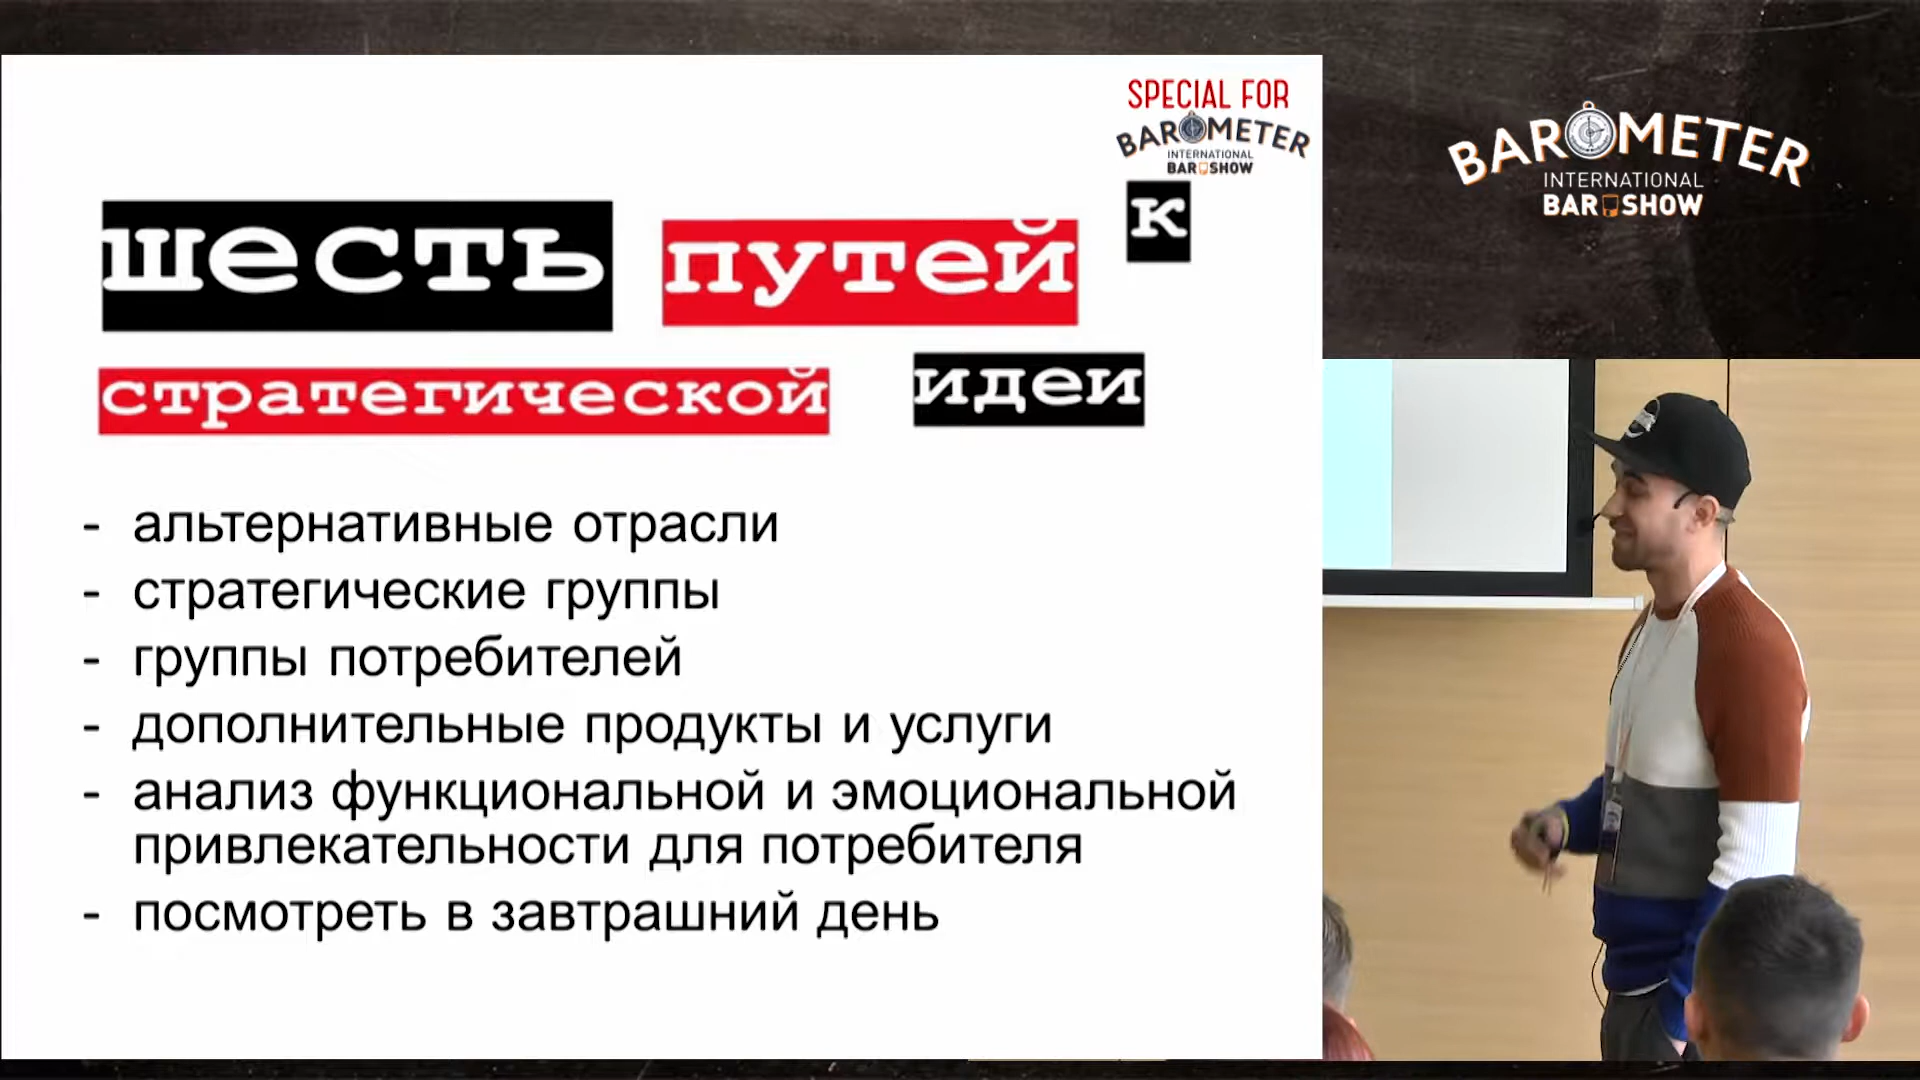 SPECIAL FOR
BAROMETER
INTERNATIONAL
BAR SHOW
шесть путей к
стратегической идеи
- альтернативные отрасли
- стратегические группы
- группы потребителей
- дополнительные продукты и услуги
- анализ функциональной и эмоциональной
привлекательности для потребителя
- посмотреть в завтрашний день
BAROMETER
INTERNATIONAL
BAR SHOW